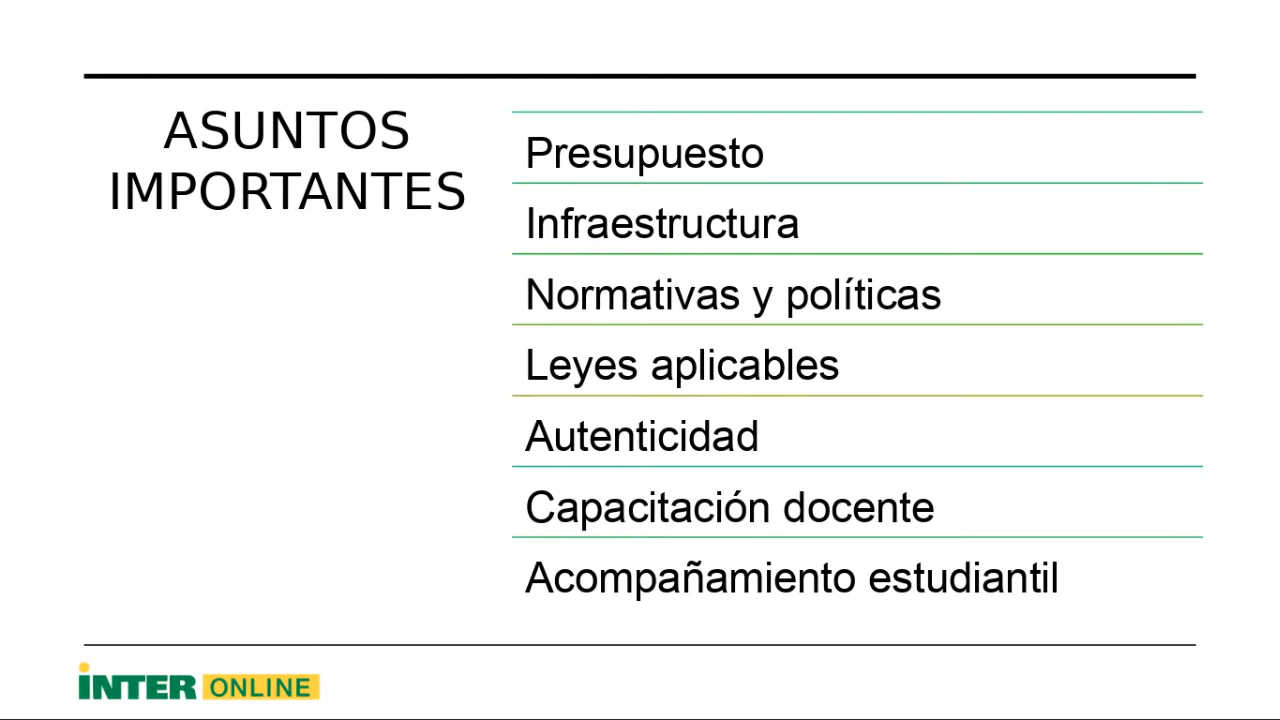 ASUNTOS
IMPORTANTES
Presupuesto
Infraestructura
Normativas y políticas
Leyes aplicables
Autenticidad
Capacitación docente
Acompañamiento estudiantil
iNTER ONLINE